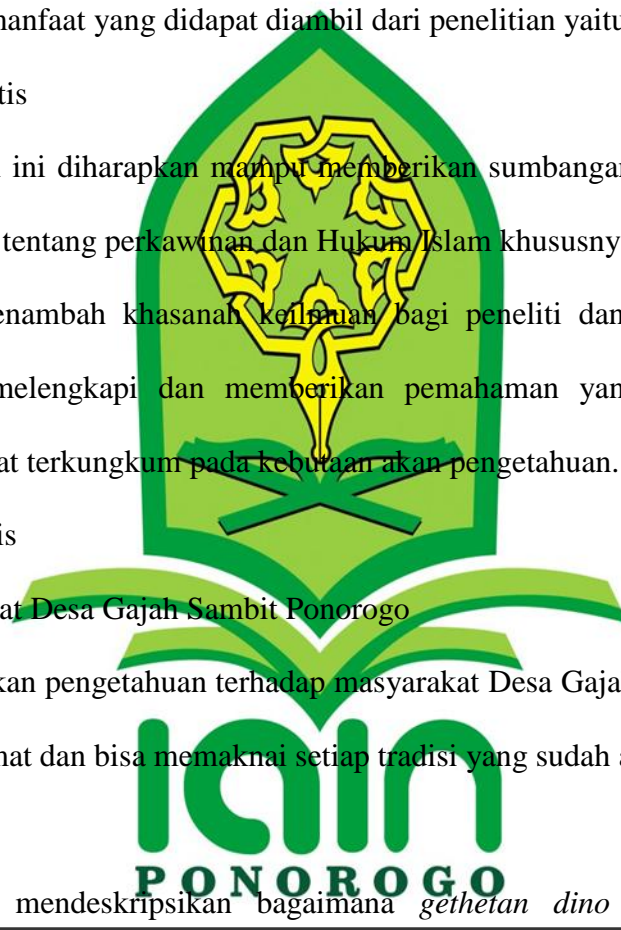 manfaat yang didapat diambil dari penelitian yaitu
tis
ini diharapkan mampu memberikan sumbangan
tentang perkawinan dan Hukum Islam khususny
enambah khasanah keilmuan bagi peneliti dan
melengkapi dan memberikan pemahaman yan
at terkungkum pada kebutaan akan pengetahuan.
is
at Desa Gajah Sambit Ponorogo
kan pengetahuan terhadap masyarakat Desa Gaja
nat dan bisa memaknai setiap tradisi yang sudah a
iain
PONOROGO
mendeskripsikan bagaimana gethetan dino